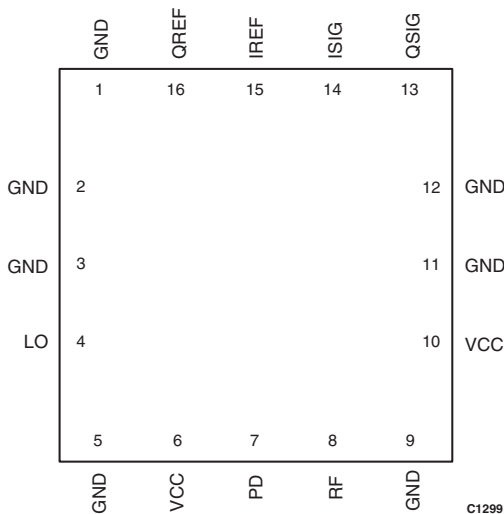 GND QREF IREF ISIG QSIG
1 16 15 14 13
GND 2 12 GND
GND 3 11 GND
LO 4 10 VCC
5 6 7 8 9
GND VCC PD RF GND
C1299